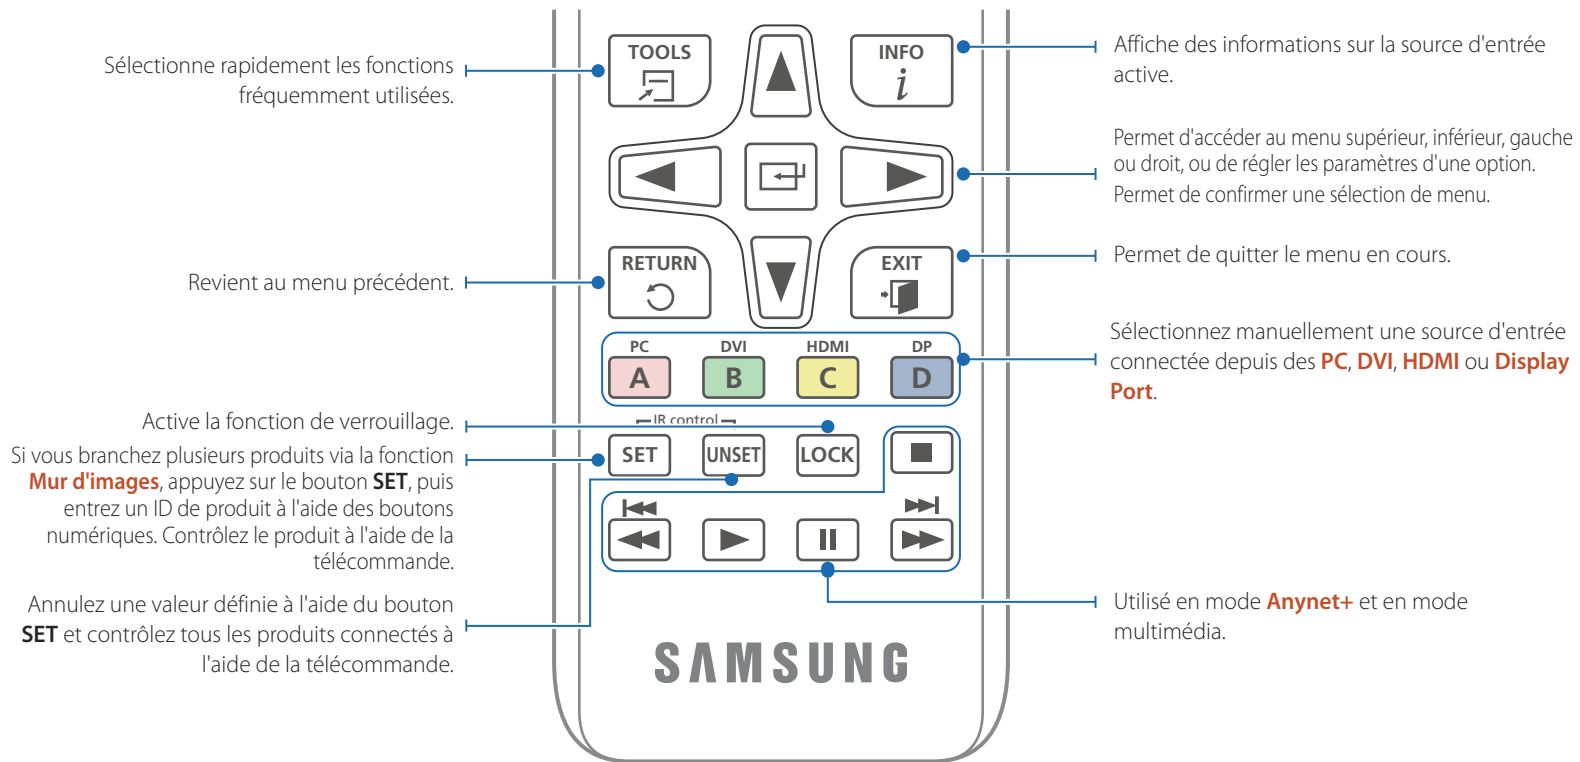 Sélectionne rapidement les fonctions
fréquemment utilisées.
Revient au menu précédent.
Active la fonction de verrouillage.
Si vous branchez plusieurs produits via la fonction
Mur d'images, appuyez sur le bouton SET, puis
entrez un ID de produit à l'aide des boutons
numériques. Contrôlez le produit à l'aide de la
télécommande.
Annulez une valeur définie à l'aide du bouton
SET et contrôlez tous les produits connectés à
l'aide de la télécommande.
TOOLS
INFO
i
RETURN
EXIT
PC DVI HDMI DP
A B C D
IR control
SET UNSET LOCK
SAMSUNG
Affiche des informations sur la source d'entrée
active.
Permet d'accéder au menu supérieur, inférieur, gauche
ou droit, ou de régler les paramètres d'une option.
Permet de confirmer une sélection de menu.
Permet de quitter le menu en cours.
Sélectionnez manuellement une source d'entrée
connectée depuis des PC, DVI, HDMI ou Display
Port.
Utilisé en mode Anynet+ et en mode
multimédia.